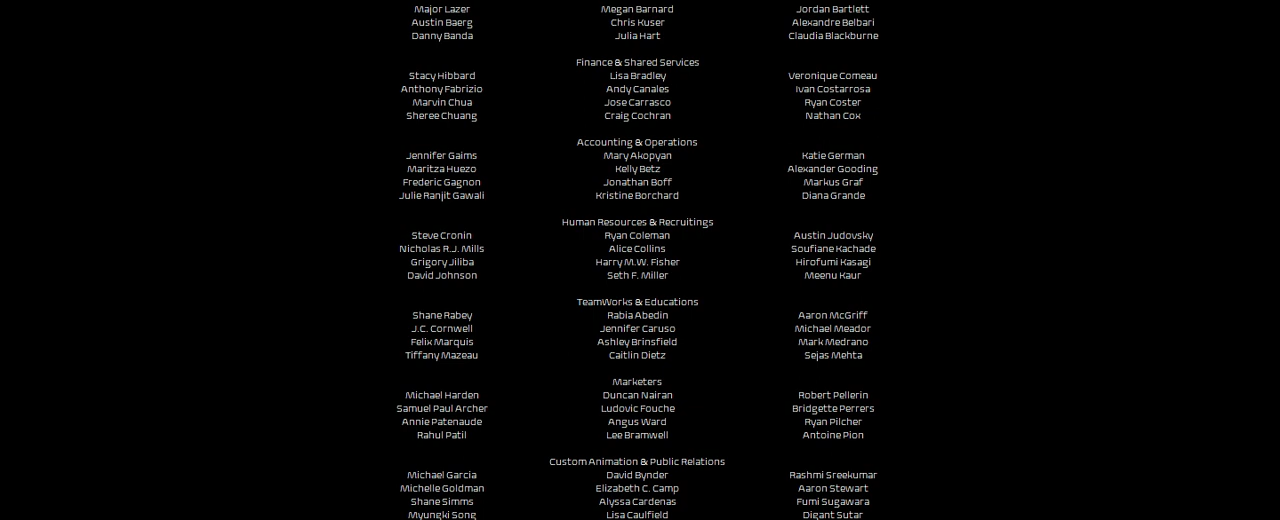 Major Lazer Megan Barnard Jordan Bartlett
Austin Baerg Chris Kuser Alexandre Belbari
Danny Banda Julia Hart Claudia Blackburne
Finance & Shared Services
Stacy Hibbard Lisa Bradley Veronique Comeau
Anthony Fabrizio Andy Canales Ivan Costarrosa
Marvin Chua Jose Carrasco Ryan Coster
Sheree Chuang Craig Cochran Nathan Cox
Accounting & Operations
Jennifer Gaims Mary Akopyan Katie German
Maritza Huezo Kelly Betz Alexander Gooding
Frederic Gagnon Jonathan Boff Markus Graf
Julie Ranjit Gawali Kristine Borchard Diana Grande
Human Resources & Recruitings
Steve Cronin Ryan Coleman Austin Judovsky
Nicholas R.J. Mills Alice Collins Soufiane Kachade
Grigory Jiliba Harry M.W. Fisher Hirofumi Kasagi
David Johnson Seth F. Miller Meenu Kaur
TeamWorks & Educations
Shane Rabey Rabia Abedin Aaron McGriff
J.C. Cornwell Jennifer Caruso Michael Meador
Felix Marquis Ashley Brinsfield Mark Medrano
Tiffany Mazeau Caitlin Dietz Sejas Mehta
Marketers
Michael Harden Duncan Nairan Robert Pellerin
Samuel Paul Archer Ludovic Fouche Bridgette Perrers
Annie Patenaude Angus Ward Ryan Pilcher
Rahul Patil Lee Bramwell Antoine Pion
Custom Animation & Public Relations
Michael Garcia David Bynder Rashmi Sreekumar
Michelle Goldman Elizabeth C. Camp Aaron Stewart
Shane Simms Alyssa Cardenas Fumi Sugawara
Myungki Song Lisa Caulfield Digant Sutar